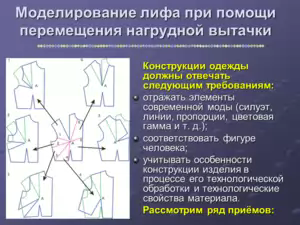 Моделирование лифа при помощи
перемещения нагрудной вытачки
Конструкции одежды
должны отвечать
следующим требованиям:
отражать элементы
современной моды (силуэт,
линии, пропорции, цветовая
гамма и т. д.);
соответствовать фигуре
человека;
учитывать особенности
конструкции изделия в
процессе его технологической
обработки и технологические
свойства материала.
Рассмотрим ряд приёмов: